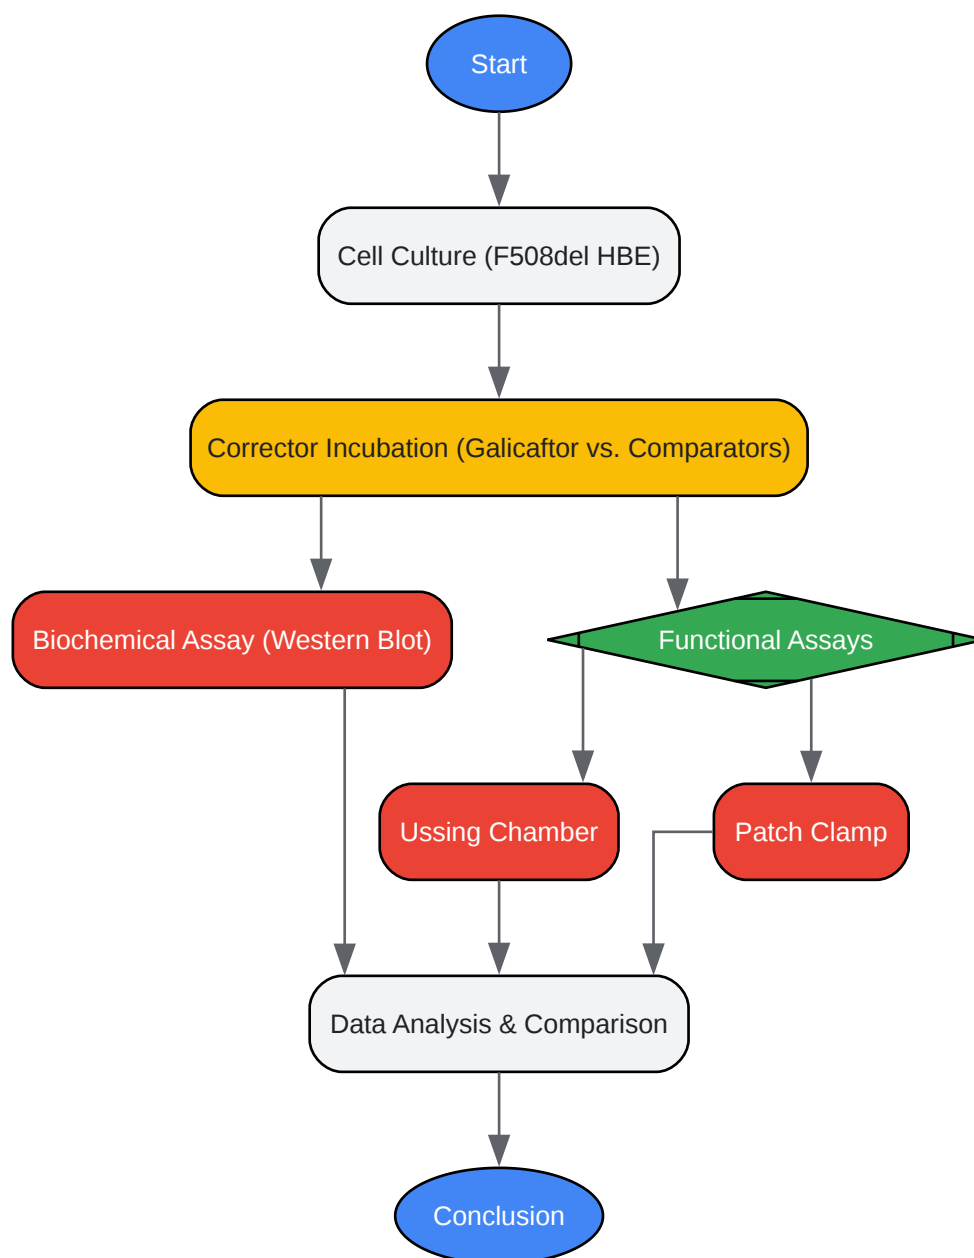 Start
Cell Culture (F508del HBE)
Corrector Incubation (Galicaftor vs. Comparators)
Biochemical Assay (Western Blot)
Functional Assays
Ussing Chamber
Patch Clamp
Data Analysis & Comparison
Conclusion